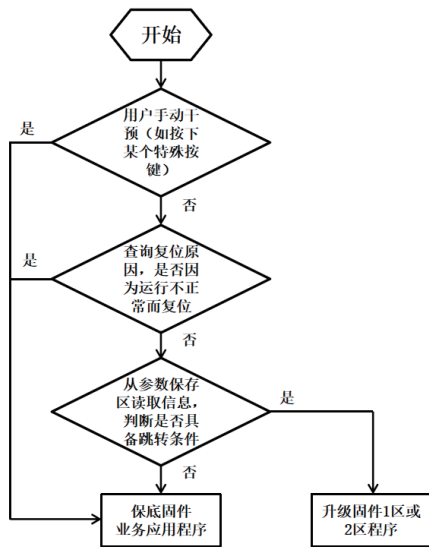 开始
用户手动干
预（如按下
某个特殊按
键）
是
否
查询复位原
因，是否因
为运行不正
常而复位
是
否
从参数保存
区读取信息，
判断是否具
备跳转条件
是
否
保底固件
业务应用程序
升级固件1区或
2区程序